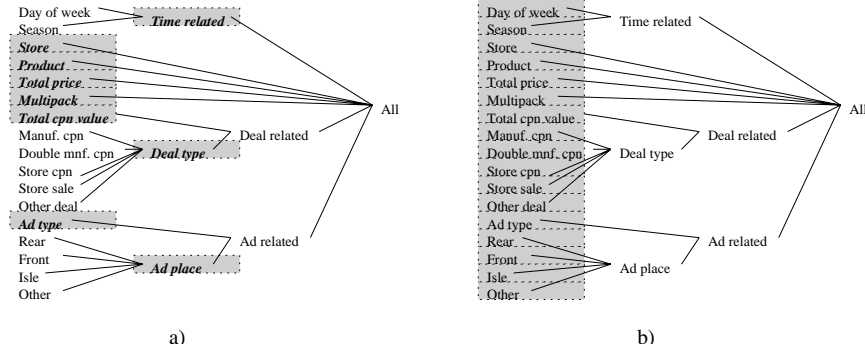 Day of week
Season
Time related
Store
Product
Total price
Multipack
Total cpn value
Manuf. cpn
Double mnf. cpn
Store cpn
Store sale
Other deal
Ad type
Rear
Front
Isle
Other
Deal related
Deal type
Ad related
Ad place
All
a)
Day of week
Season
Time related
Store
Product
Total price
Multipack
Total cpn value
Manuf. cpn
Double mnf. cpn
Store cpn
Store sale
Other deal
Ad type
Rear
Front
Isle
Other
Deal related
Deal type
Ad related
Ad place
All
b)